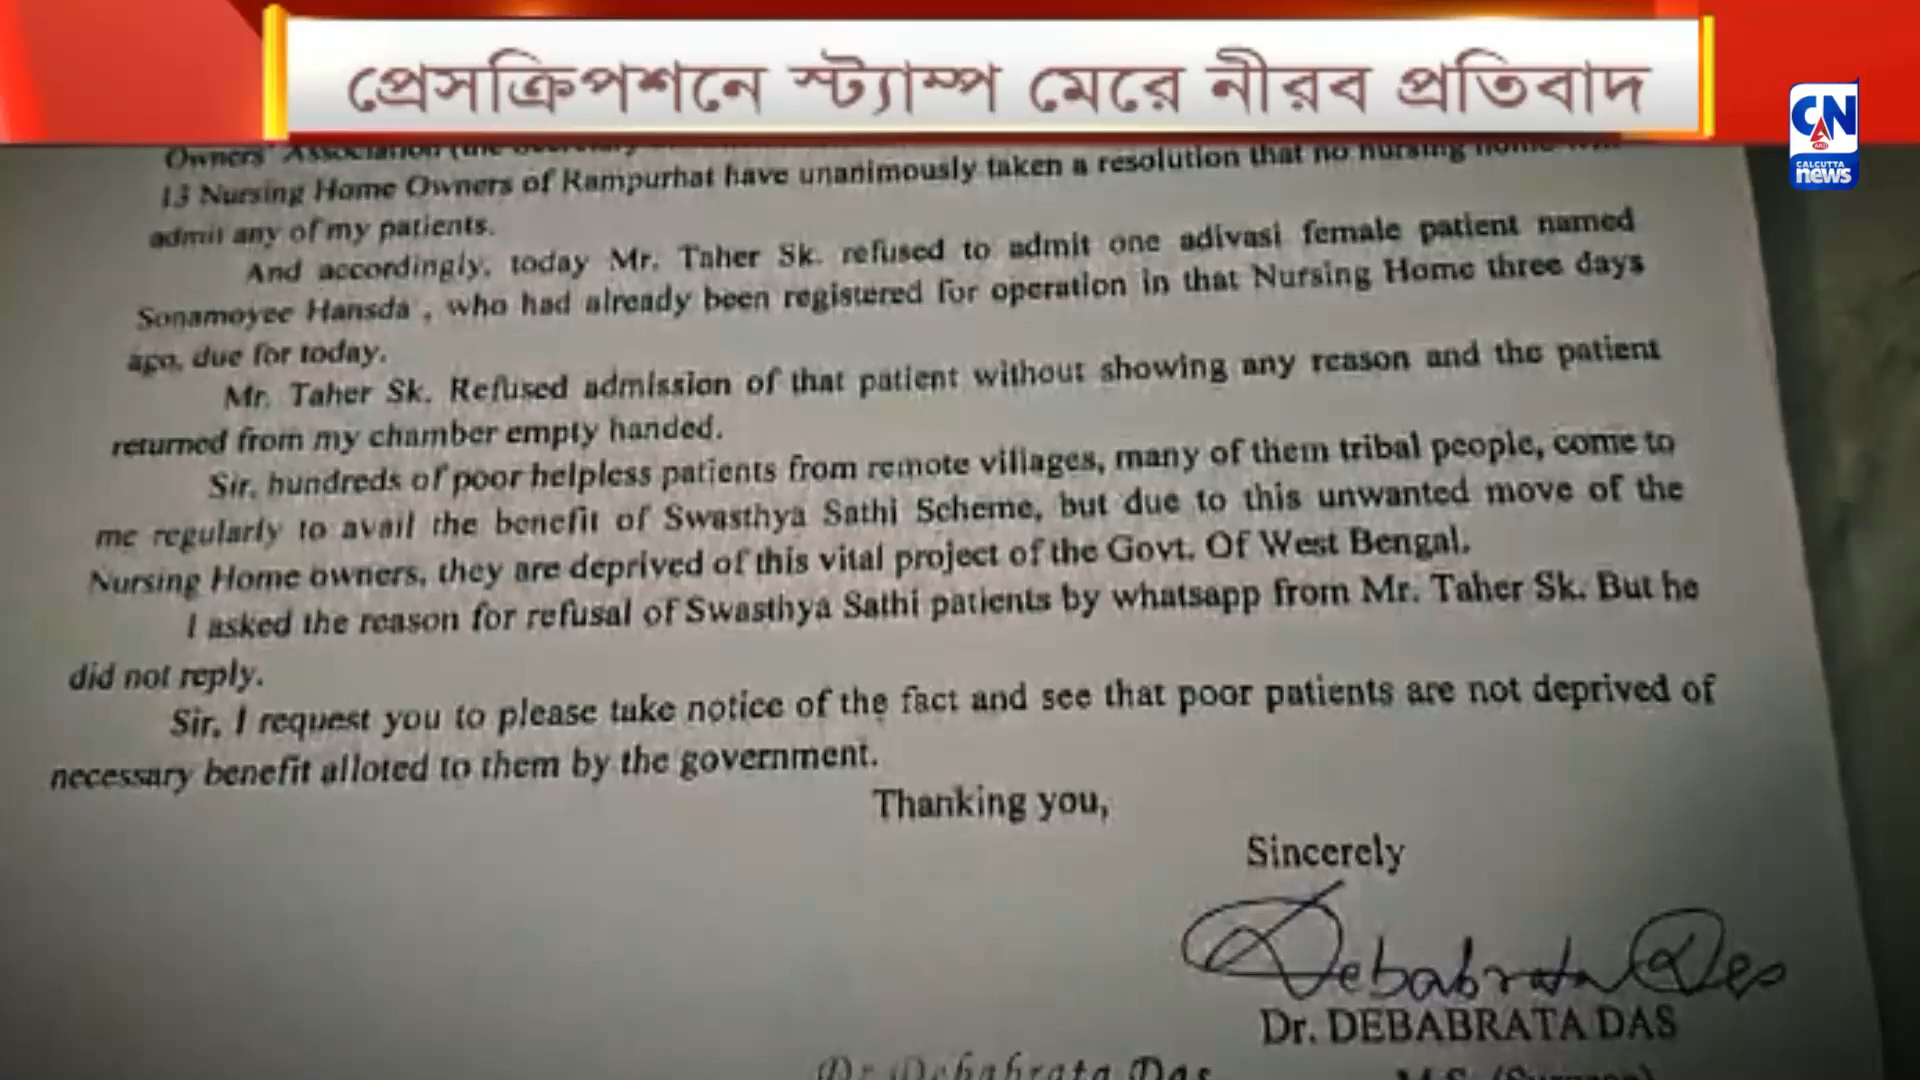 প্রেসক্রিপশনে স্ট্যাম্প মেরে নীরব প্রতিবাদ
CN
CALCUTTA
news
Owners' Association (the
13 Nursing Home Owners of Rampurhat have unanimously taken a resolution that no nursing home
admit any of my patients.
And accordingly, today Mr. Taher Sk. refused to admit one adivasi female patient named
Sonamoyee Hansda , who had already been registered for operation in that Nursing Home three days
ago, due for today.
Mr. Taher Sk. Refused admission of that patient without showing any reason and the patient
returned from my chamber empty handed.
Sir, hundreds of poor helpless patients from remote villages, many of them tribal people, come to
me regularly to avail the benefit of Swasthya Sathi Scheme, but due to this unwanted move of the
Nursing Home owners, they are deprived of this vital project of the Govt. Of West Bengal.
I asked the reason for refusal of Swasthya Sathi patients by whatsapp from Mr. Taher Sk. But he
did not reply.
Sir, I request you to please take notice of the fact and see that poor patients are not deprived of
necessary benefit alloted to them by the government.
Thanking you,
Sincerely
Debabrata Das
Dr. DEBABRATA DAS
Dr. Debabrata Das
M.S. (Surgeon)